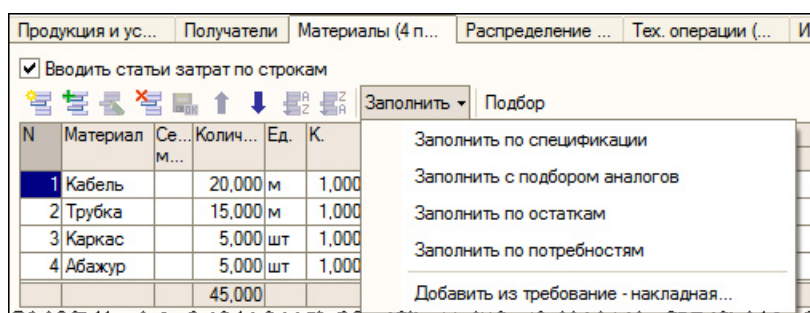 Продукция и ус... Получатели Материалы (4 п... Распределение ... Тех. операции (... И
Вводить статьи затрат по строкам
Заполнить Подбор
N Материал Се... Колич... Ед. К.
м...
1 Кабель 20,000 м 1,000
2 Трубка 15,000 м 1,000
3 Каркас 5,000 шт 1,000
4 Абажур 5,000 шт 1,000
45,000
Заполнить по спецификации
Заполнить с подбором аналогов
Заполнить по остаткам
Заполнить по потребностям
Добавить из требование - накладная...